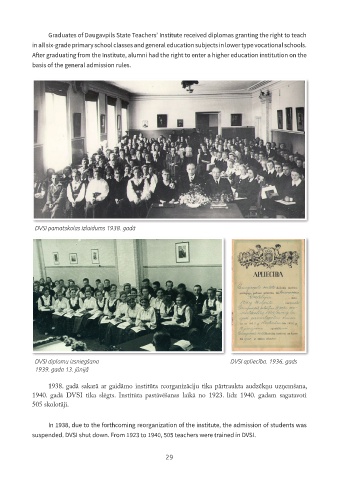 Graduates of Daugavpils State Teachers' Institute received diplomas granting the right to teach
in all six-grade primary school classes and general education subjects in lower type vocational schools.
After graduating from the Institute, alumni had the right to enter a higher education institution on the
basis of the general admission rules.
DVSI pamatskolas izlaidums 1938. gadā
APLIECĪBA
DVSI diplomu izsniegšana
1939. gada 13. jūnijā
DVSI apliecība. 1936. gads
1938. gadā sakarā ar gaidāmo institūta reorganizāciju tika pārtraukta audzēkņu uzņemšana,
1940. gadā DVSI tika slēgts. Institūta pastāvēšanas laikā no 1923. līdz 1940. gadam sagatavoti
505 skolotāji.
In 1938, due to the forthcoming reorganization of the institute, the admission of students was
suspended. DVSI shut down. From 1923 to 1940, 505 teachers were trained in DVSI.
29